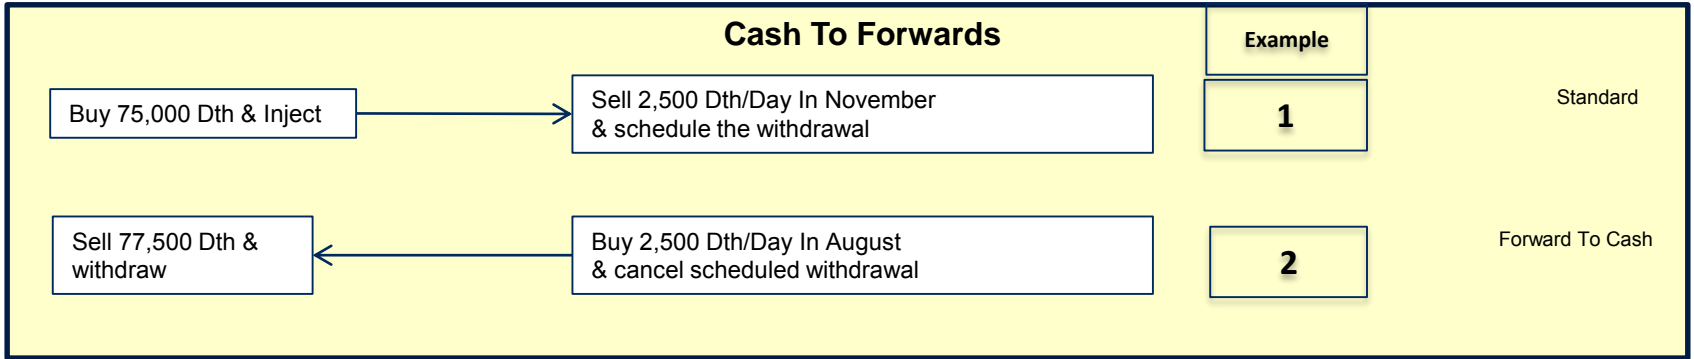 Cash To Forwards
Example
Buy 75,000 Dth & Inject
Sell 2,500 Dth/Day In November
& schedule the withdrawal
1
Standard
Sell 77,500 Dth &
withdraw
Buy 2,500 Dth/Day In August
& cancel scheduled withdrawal
2
Forward To Cash